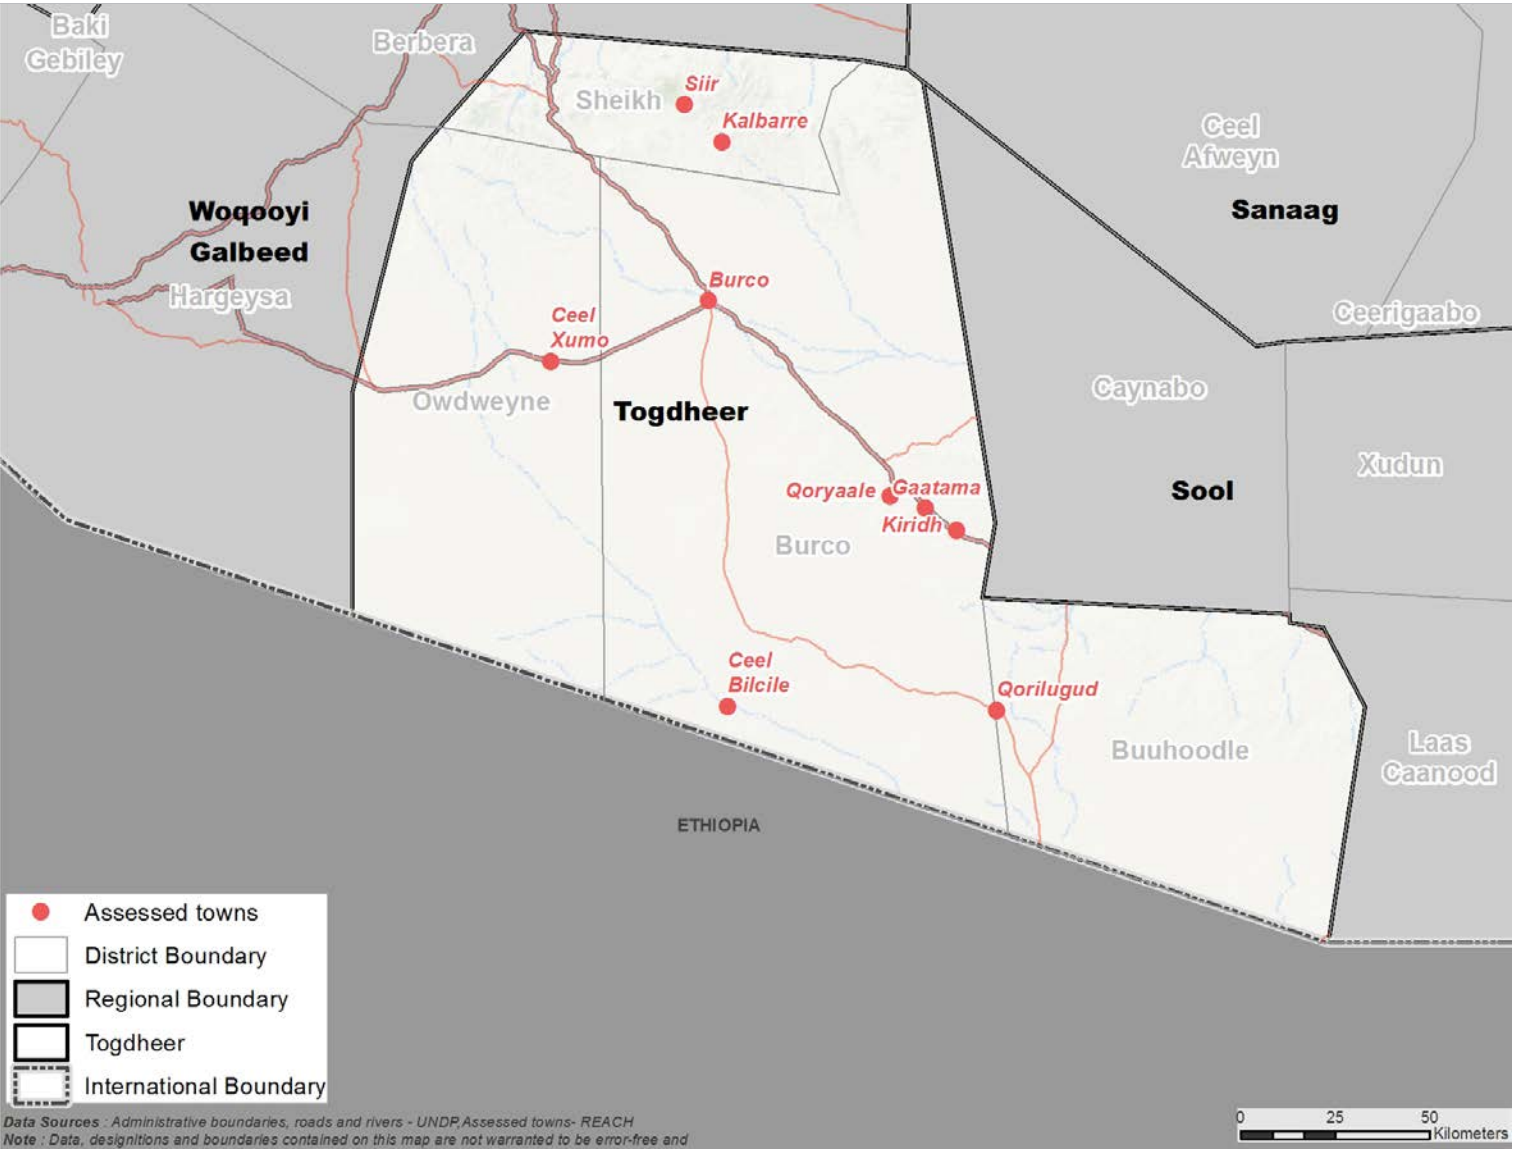 Baki
Gebiley
Berbera
Sheikh
Siir
Kalbarre
Ceel
Afweyn
Sanaag
Woqooyi
Galbeed
Hargeysa
Burco
Ceel
Xumo
Ceerigaabo
Owdweyne
Togdheer
Caynabo
Xudun
Sool
Qoryaale
Gaatama
Kiridh
Burco
Ceel
Bilcile
Qorilugud
Buuhoodle
Laas
Caanood
ETHIOPIA
Assessed towns
District Boundary
Regional Boundary
Togdheer
International Boundary
Data Sources : Administrative boundaries, roads and rivers - UNDP,Assessed towns- REACH
Note : Data, designitions and boundaries contained on this map are not warranted to be error-free and
0 25 50
Kilometers